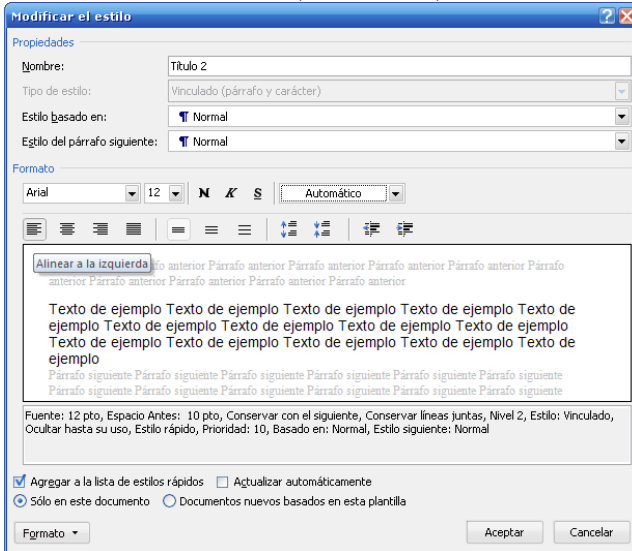 Modificar el estilo
Propiedades
Nombre: Título 2
Tipo de estilo: Vinculado (párrafo y carácter)
Estilo basado en: ¶ Normal
Estilo del párrafo siguiente: ¶ Normal
Formato
Arial 12 N K S Automático
Alinear a la izquierda
anterior Párrafo anterior Párrafo anterior Párrafo anterior Párrafo anterior Párrafo
anterior Párrafo anterior Párrafo anterior Párrafo anterior Párrafo anterior
Texto de ejemplo Texto de ejemplo Texto de ejemplo Texto de ejemplo Texto de
ejemplo Texto de ejemplo Texto de ejemplo Texto de ejemplo Texto de ejemplo
Texto de ejemplo Texto de ejemplo Texto de ejemplo Texto de ejemplo Texto de
ejemplo
Párrafo siguiente Párrafo siguiente Párrafo siguiente Párrafo siguiente Párrafo siguiente
Párrafo siguiente Párrafo siguiente Párrafo siguiente Párrafo siguiente Párrafo siguiente
Fuente: 12 pto, Espacio Antes: 10 pto, Conservar con el siguiente, Conservar líneas juntas, Nivel 2, Estilo: Vinculado,
Ocultar hasta su uso, Estilo rápido, Prioridad: 10, Basado en: Normal, Estilo siguiente: Normal
Agregar a la lista de estilos rápidos Actualizar automáticamente
Sólo en este documento Documentos nuevos basados en esta plantilla
Formato Aceptar Cancelar